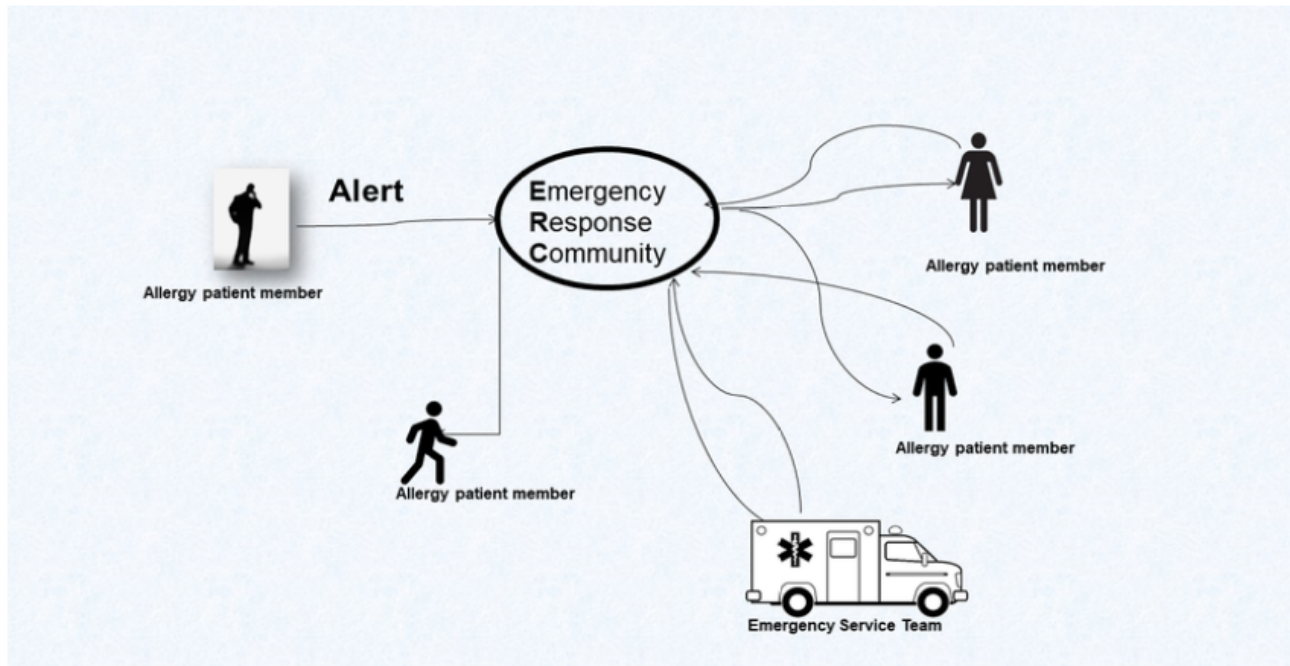 Alert
Emergency
Response
Community
Allergy patient member
Allergy patient member
Allergy patient member
Allergy patient member
Emergency Service Team